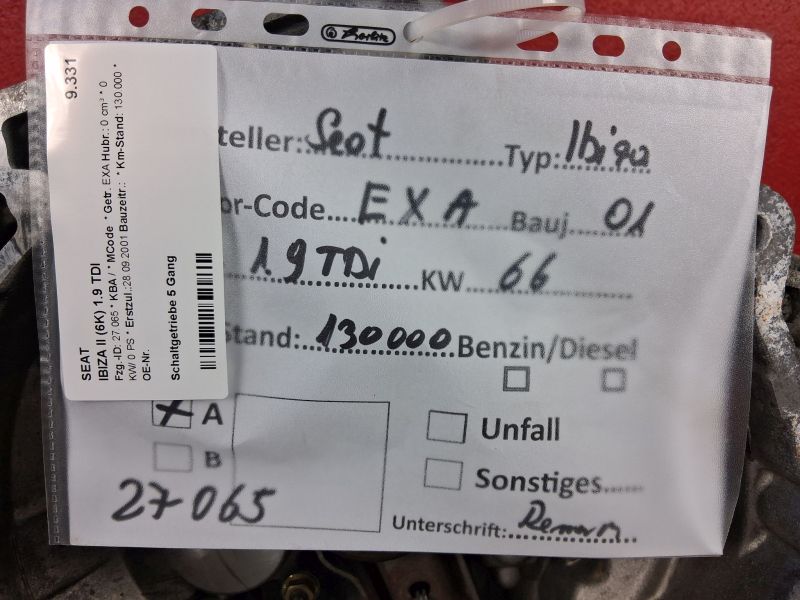 Herlitz
9.331
SEAT
IBIZA II (6K) 1.9 TDI
Fzg.-ID: 27 065 * KBA / * MCode * Getr. EXA Hubr.: 0 cm³ * 0
KW/ 0 PS * Erstzul.:28 09 2001 Bauzeitr.: * Km-Stand: 130 000 *
OE-Nr.
Schaltgetriebe 5 Gang
teller: Seat Typ: Ibiza
or-Code.... EXA Bauj. 01
1.9 TDi KW 66
Stand: 130000 Benzin/Diesel
A Unfall
B Sonstiges......
27065
Unterschrift: